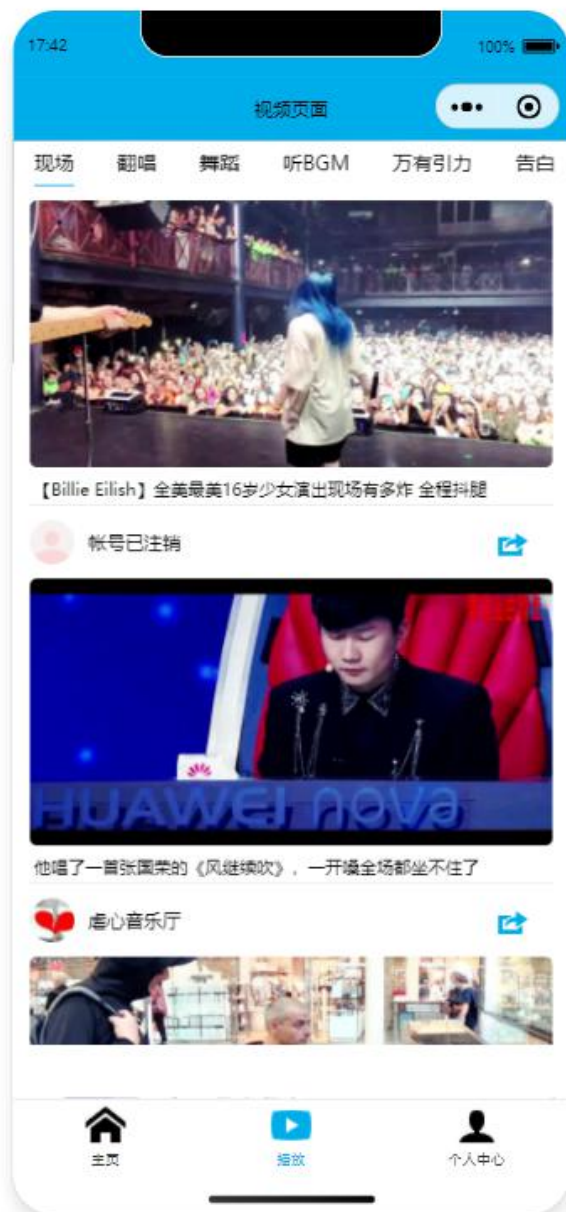 17:42
100%
视频页面
现场 翻唱 舞蹈 听BGM 万有引力 告白
【Billie Eilish】全美最美16岁少女演出现场有多炸 全程抖腿
帐号已注销
HUAWEI nova
他唱了一首张国荣的《风继续吹》，一开嗓全场都坐不住了
虐心音乐厅
主页 播放 个人中心